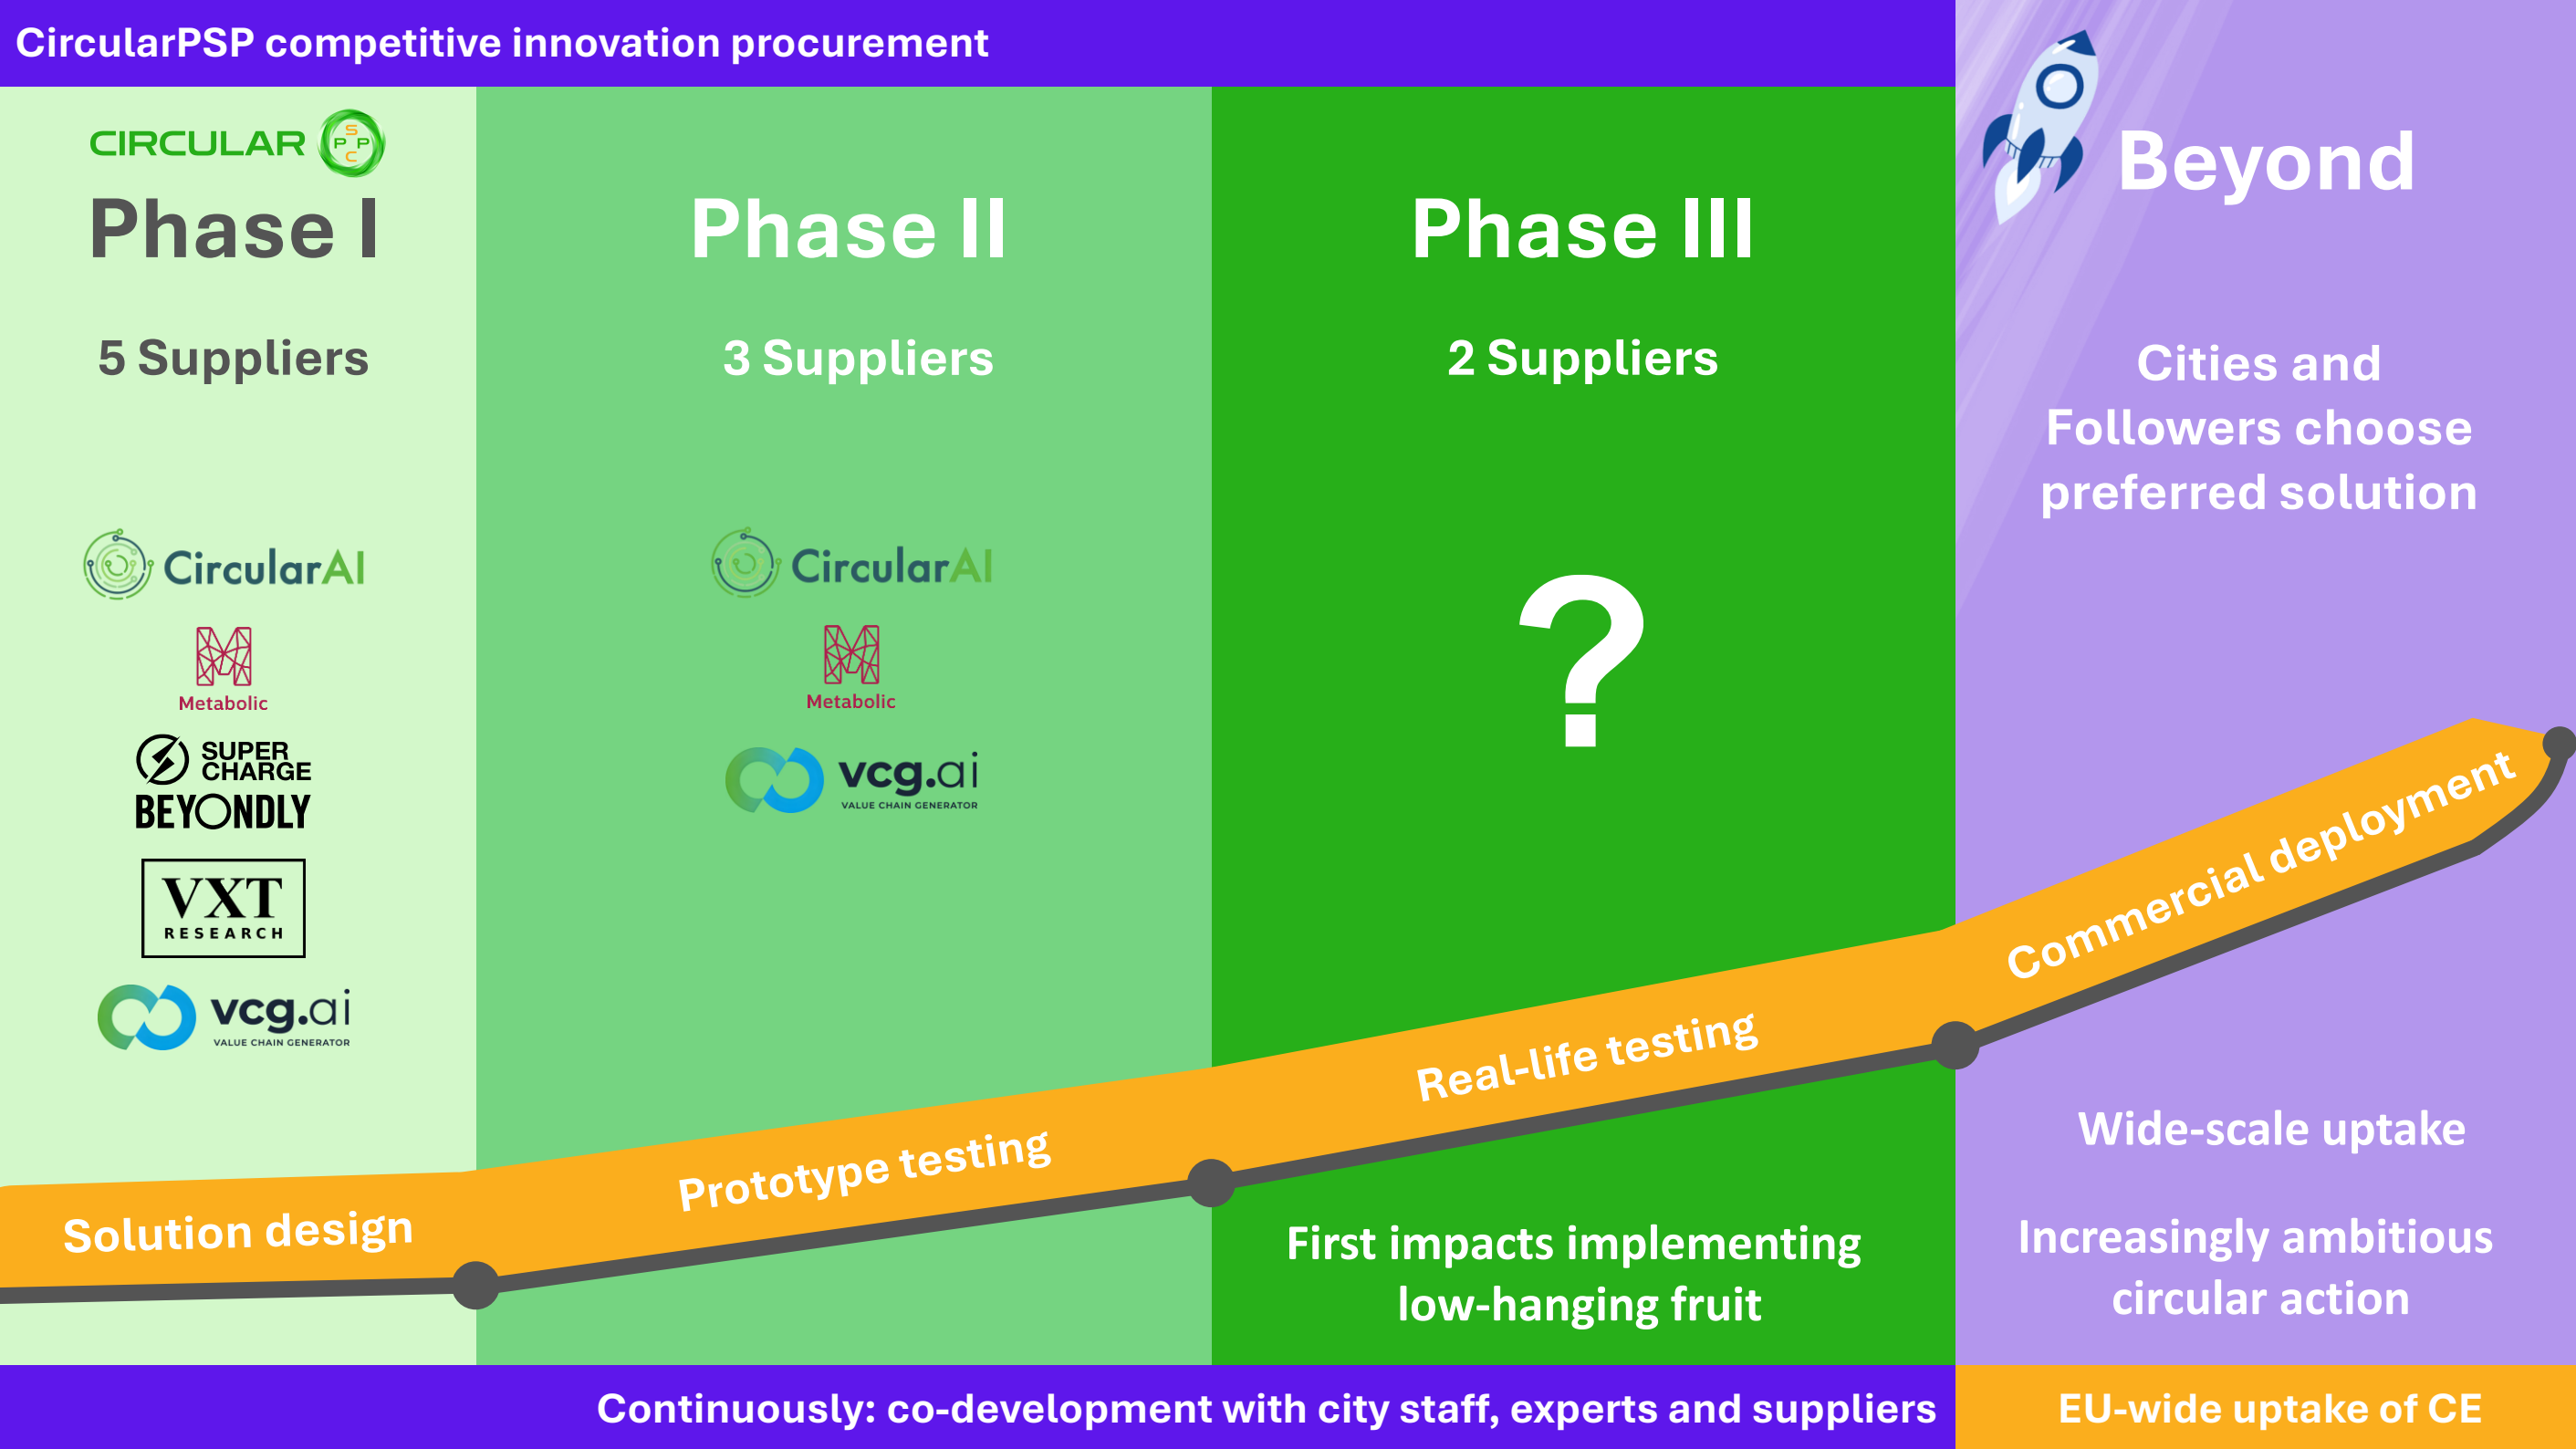 CircularPSP competitive innovation procurement
CIRCULAR
S
P P
C
Phase I
5 Suppliers
CircularAI
Metabolic
SUPER
CHARGE
BEYONDLY
VXT
RESEARCH
vcg.ai
VALUE CHAIN GENERATOR
Solution design
Phase II
3 Suppliers
CircularAI
Metabolic
vcg.ai
VALUE CHAIN GENERATOR
Prototype testing
Phase III
2 Suppliers
?
Real-life testing
First impacts implementing
low-hanging fruit
Beyond
Cities and
Followers choose
preferred solution
Commercial deployment
Wide-scale uptake
Increasingly ambitious
circular action
Continuously: co-development with city staff, experts and suppliers
EU-wide uptake of CE